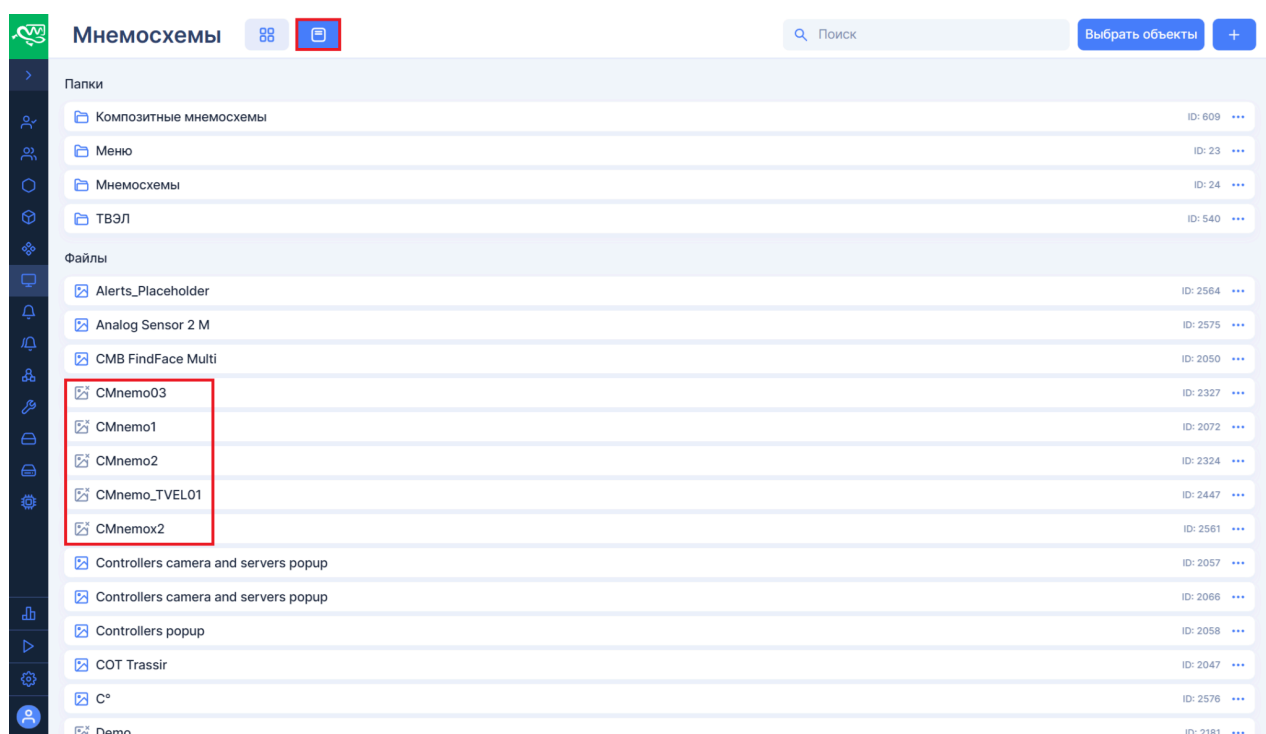 Мнемосхемы
Поиск
Выбрать объекты
+
Папки
Композитные мнемосхемы ID: 609
Меню ID: 23
Мнемосхемы ID: 24
ТВЭЛ ID: 540
Файлы
Alerts_Placeholder ID: 2564
Analog Sensor 2 M ID: 2575
CMB FindFace Multi ID: 2050
CMnemo03 ID: 2327
CMnemo1 ID: 2072
CMnemo2 ID: 2324
CMnemo_TVEL01 ID: 2447
CMnemox2 ID: 2561
Controllers camera and servers popup ID: 2057
Controllers camera and servers popup ID: 2066
Controllers popup ID: 2058
COT Trassir ID: 2047
C° ID: 2576
Demo ID: 2181